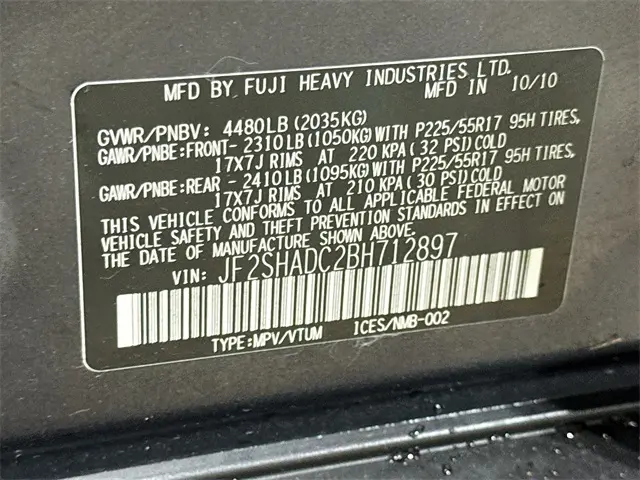 MFD BY FUJI HEAVY INDUSTRIES LTD.
MFD IN 10/10
GVWR/PNBV: 4480LB(2035KG)
GAWR/PNBE:FRONT- 2310LB(1050KG)WITH P225/55R17 95H TIRES,
17X7J RIMS AT 220 KPA(32 PSI)COLD
GAWR/PNBE:REAR - 2410LB(1095KG)WITH P225/55R17 95H TIRES,
17X7J RIMS AT 210 KPA(30 PSI)COLD
THIS VEHICLE CONFORMS TO ALL APPLICABLE FEDERAL MOTOR
VEHICLE SAFETY AND THEFT PREVENTION STANDARDS IN EFFECT ON
THE DATE OF MANUFACTURE SHOWN ABOVE.
VIN: JF2SHADC2BH712897
TYPE:MPV/VTUM ICES/NMB-002